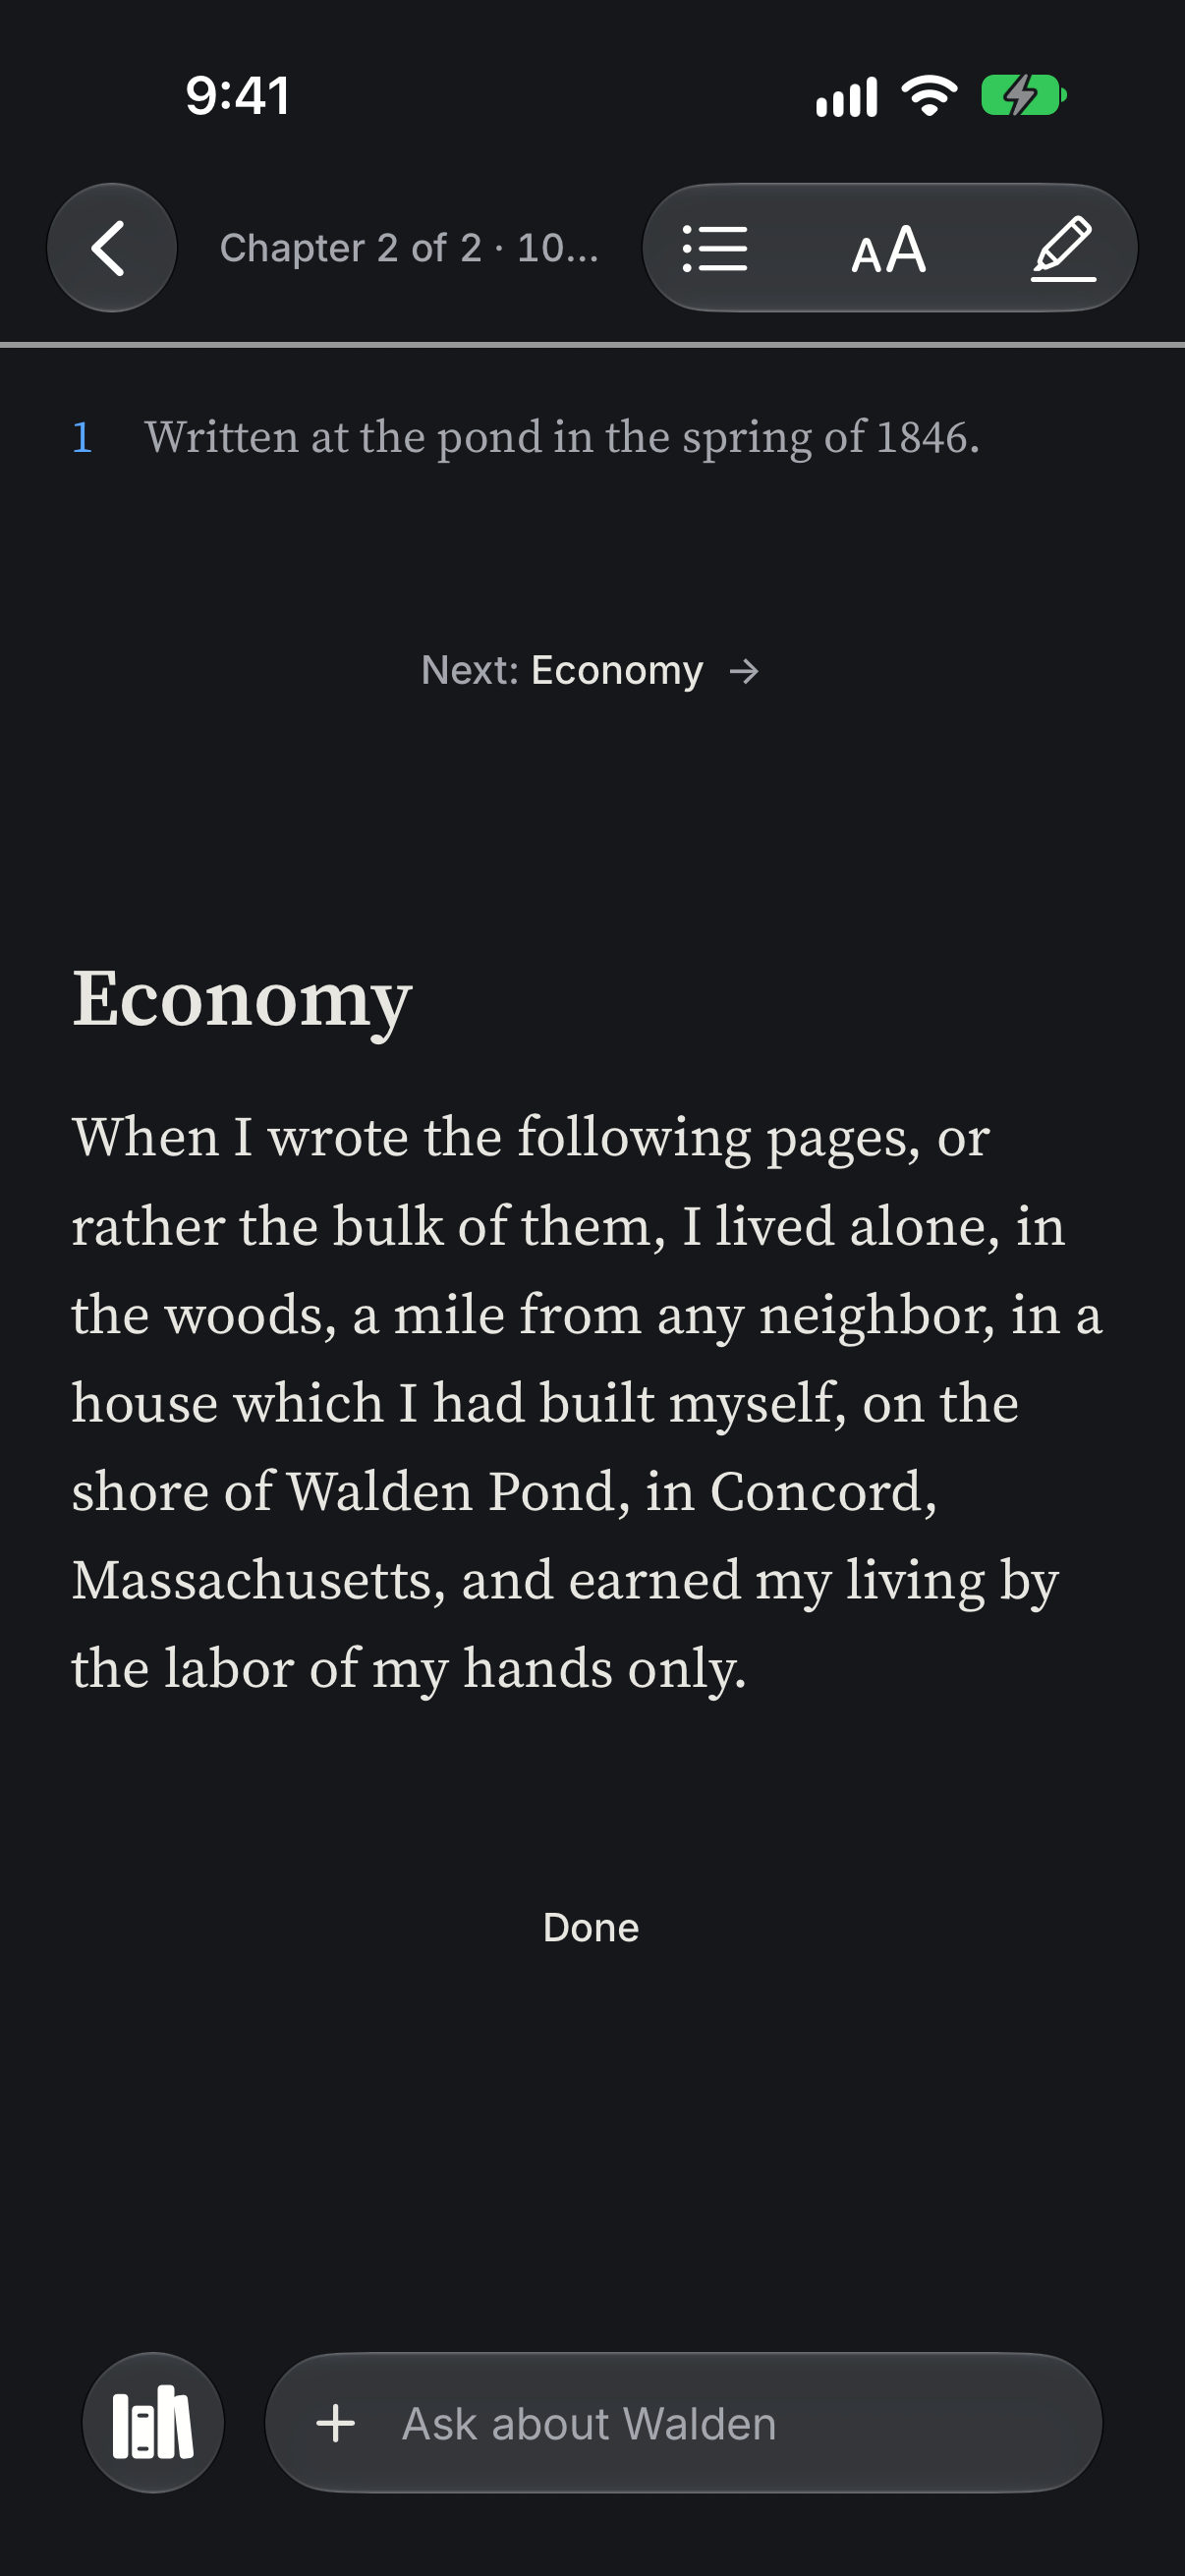 9:41
Chapter 2 of 2 · 10...
AA
1 Written at the pond in the spring of 1846.
Next: Economy →
Economy
When I wrote the following pages, or
rather the bulk of them, I lived alone, in
the woods, a mile from any neighbor, in a
house which I had built myself, on the
shore of Walden Pond, in Concord,
Massachusetts, and earned my living by
the labor of my hands only.
Done
+ Ask about Walden